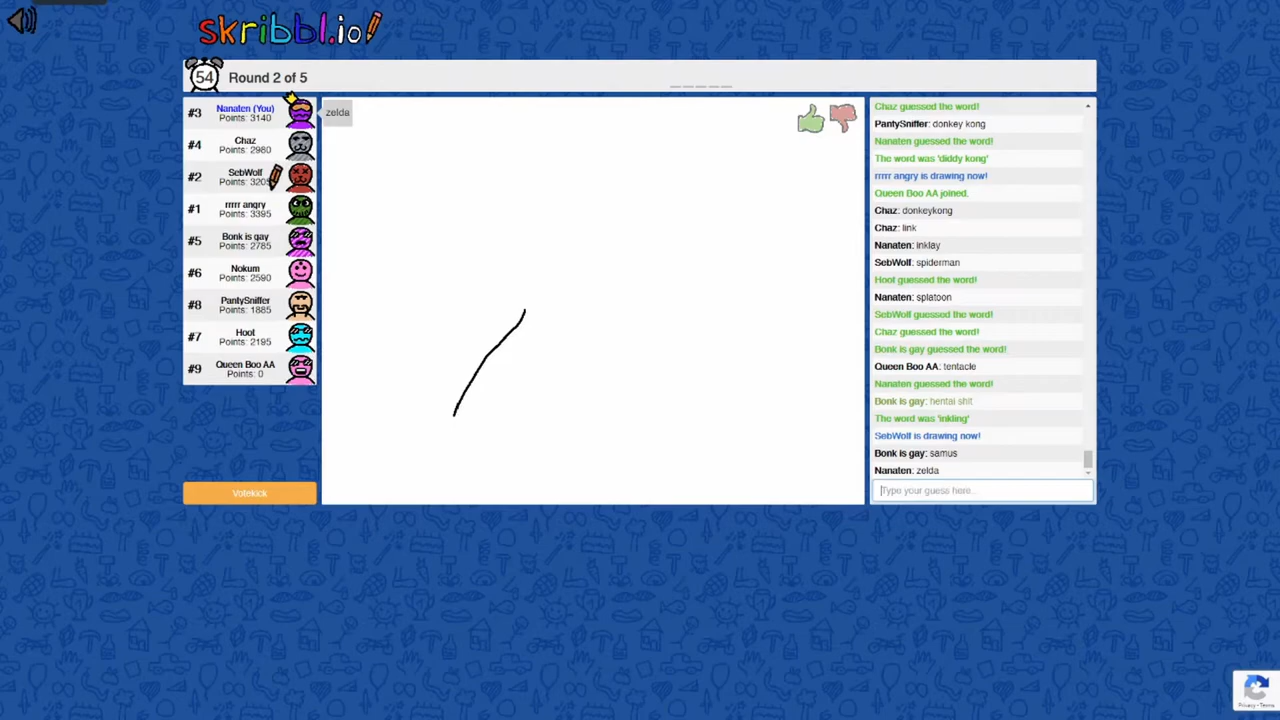 skribbl.io
54
Round 2 of 5
_ _ _ _ _
#3
Nanaten (You)
Points: 3140
#4
Chaz
Points: 2980
#2
SebWolf
#1
rrrrr angry
Points: 3395
#5
Bonk is gay
Points: 2785
#6
Nokum
Points: 2590
#8
PantySniffer
Points: 1885
#7
Hoot
Points: 2195
#9
Queen Boo AA
Points: 0
Votekick
zelda
Chaz guessed the word!
PantySniffer: donkey kong
Nanaten guessed the word!
The word was 'diddy kong'
rrrrr angry is drawing now!
Queen Boo AA joined.
Chaz: donkeykong
Chaz: link
Nanaten: inklay
SebWolf: spiderman
Hoot guessed the word!
Nanaten: splatoon
SebWolf guessed the word!
Chaz guessed the word!
Bonk is gay guessed the word!
Queen Boo AA: tentacle
Nanaten guessed the word!
Bonk is gay: hentai shit
The word was 'inkling'
SebWolf is drawing now!
Bonk is gay: samus
Nanaten: zelda
Type your guess here...
Privacy - Terms